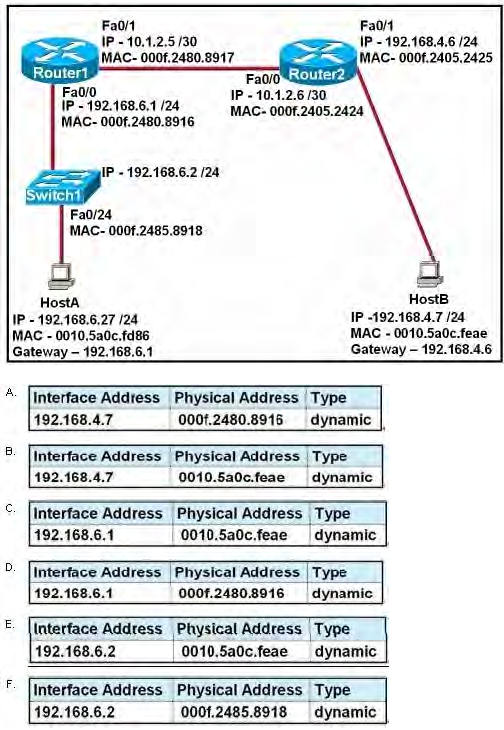 Fa0/1
IP - 10.1.2.5 /30
MAC- 000f.2480.8917
Fa0/1
IP - 192.168.4.6 /24
MAC- 000f.2405.2425
Router1
Router2
Fa0/0
IP - 192.168.6.1 /24
MAC- 000f.2480.8916
Fa0/0
IP - 10.1.2.6 /30
MAC- 000f.2405.2424
IP - 192.168.6.2 /24
Switch1
Fa0/24
MAC- 000f.2485.8918
HostA
IP - 192.168.6.27 /24
MAC - 0010.5a0c.fd86
Gateway – 192.168.6.1
HostB
IP -192.168.4.7 /24
MAC - 0010.5a0c.feae
Gateway – 192.168.4.6
A.
Interface Address Physical Address Type
192.168.4.7 000f.2480.8916 dynamic
B.
Interface Address Physical Address Type
192.168.4.7 0010.5a0c.feae dynamic
C.
Interface Address Physical Address Type
192.168.6.1 0010.5a0c.feae dynamic
D.
Interface Address Physical Address Type
192.168.6.1 000f.2480.8916 dynamic
E.
Interface Address Physical Address Type
192.168.6.2 0010.5a0c.feae dynamic
F.
Interface Address Physical Address Type
192.168.6.2 000f.2485.8918 dynamic